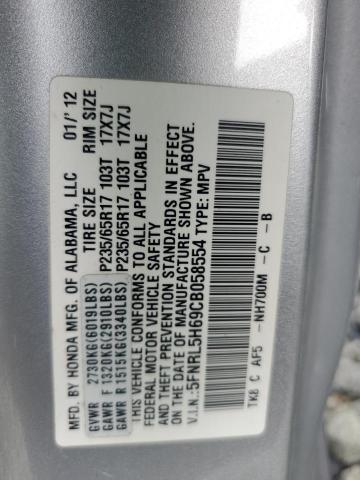 MFD. BY HONDA MFG. OF ALABAMA, LLC 01/'12
TIRE SIZE RIM SIZE
GVWR 2730KG(6019LBS)
GAWR F 1320KG(2910LBS) P235/65R17 103T 17X7J
GAWR R 1515KG(3340LBS) P235/65R17 103T 17X7J
THIS VEHICLE CONFORMS TO ALL APPLICABLE
FEDERAL MOTOR VEHICLE SAFETY
AND THEFT PREVENTION STANDARDS IN EFFECT
ON THE DATE OF MANUFACTURE SHOWN ABOVE.
V.I.N.:5FNRL5H69CB058554 TYPE: MPV
TK8 C AF5 -NH700M -C -B